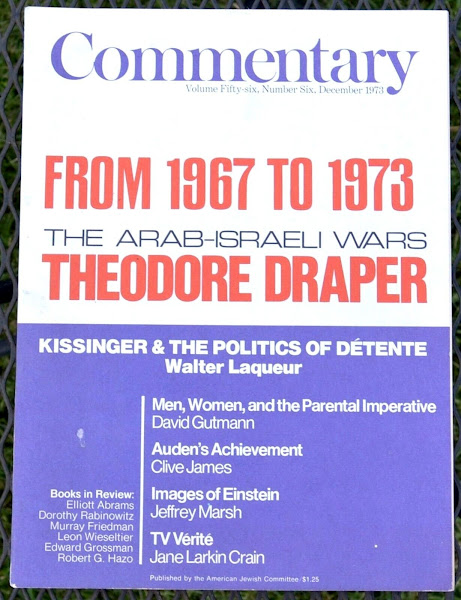 Commentary
Volume Fifty-six, Number Six, December 1973
FROM 1967 TO 1973
THE ARAB-ISRAELI WARS
THEODORE DRAPER
KISSINGER & THE POLITICS OF DÉTENTE
Walter Laqueur
Men, Women, and the Parental Imperative
David Gutmann
Auden's Achievement
Clive James
Images of Einstein
Jeffrey Marsh
TV Vérité
Jane Larkin Crain
Books in Review:
Elliott Abrams
Dorothy Rabinowitz
Murray Friedman
Leon Wieseltier
Edward Grossman
Robert G. Hazo
Published by the American Jewish Committee/$1.25